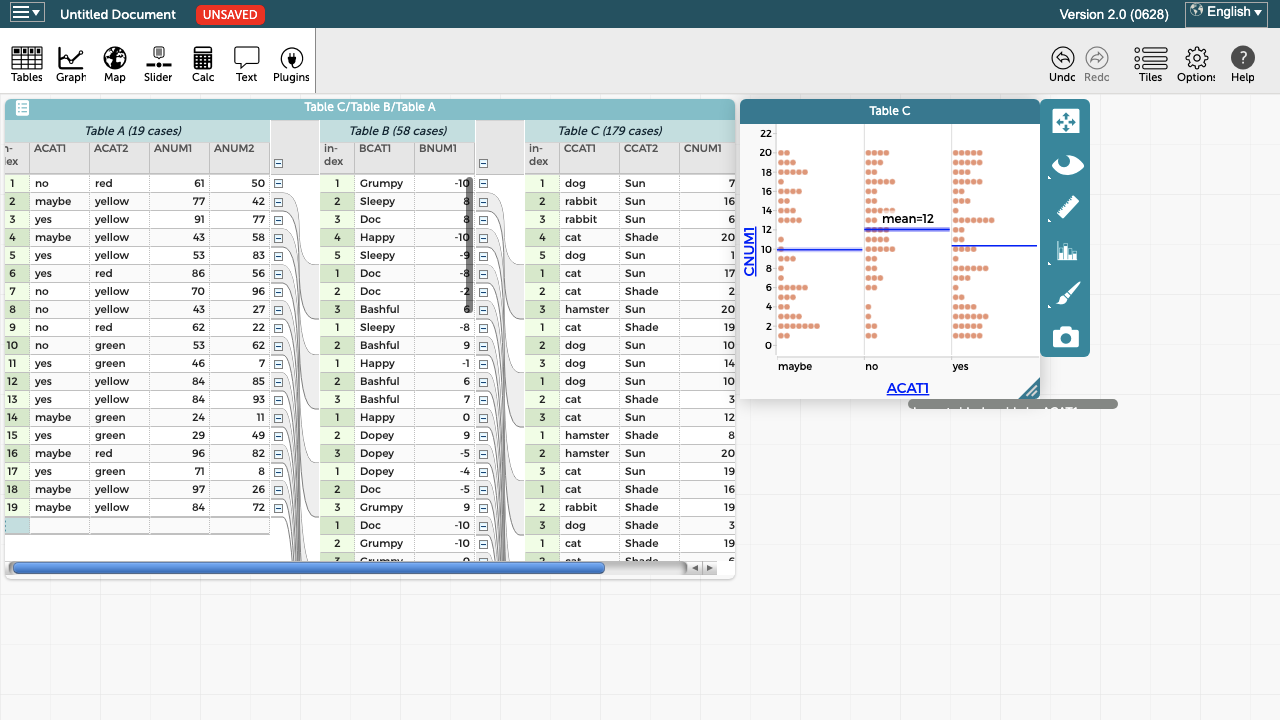 Untitled Document UNSAVED Version 2.0 (0628) English
Tables Graph Map Slider Calc Text Plugins Undo Redo Tiles Options Help
Table C/Table B/Table A
Table A (19 cases) Table B (58 cases) Table C (179 cases)
in- in-
dex ACAT1 ACAT2 ANUM1 ANUM2 dex BCAT1 BNUM1 dex CCAT1 CCAT2 CNUM1
1 no red 61 50 1 Grumpy -10 1 dog Sun 7
2 maybe yellow 77 42 2 Sleepy 8 2 rabbit Sun 16
3 yes yellow 91 77 3 Doc 8 3 rabbit Sun 6
4 maybe yellow 43 58 4 Happy -10 4 cat Shade 20
5 yes yellow 53 83 5 Sleepy -9 5 dog Sun 1
6 yes red 86 56 1 Doc -8 1 cat Sun 17
7 no yellow 70 96 2 Doc -2 2 cat Shade 2
8 no yellow 43 27 3 Bashful 6 3 hamster Sun 20
9 no red 62 22 1 Sleepy -8 1 cat Shade 19
10 no green 53 62 2 Bashful 9 2 dog Sun 10
11 yes green 46 7 1 Happy -1 3 dog Sun 14
12 yes yellow 84 85 2 Bashful 6 1 dog Shade 10
13 yes yellow 84 93 2 Bashful 7 2 cat Shade 3
14 maybe green 24 11 1 Happy 0 3 cat Sun 12
15 yes green 29 49 2 Dopey 9 1 hamster Shade 8
16 maybe red 96 82 3 Dopey -5 2 hamster Sun 20
17 yes green 71 8 1 Dopey -4 3 cat Sun 19
18 maybe yellow 97 26 2 Doc -5 1 cat Shade 16
19 maybe yellow 84 72 3 Grumpy 9 2 rabbit Shade 19
1 Doc -10 3 dog Shade 3
2 Grumpy -10 1 cat Shade 19
3 Grumpy 0 2 cat Shade 6
Table C
22
20
18
16
14
12
10
8
6
4
2
0
CNUM1
mean=12
maybe no yes
ACAT1